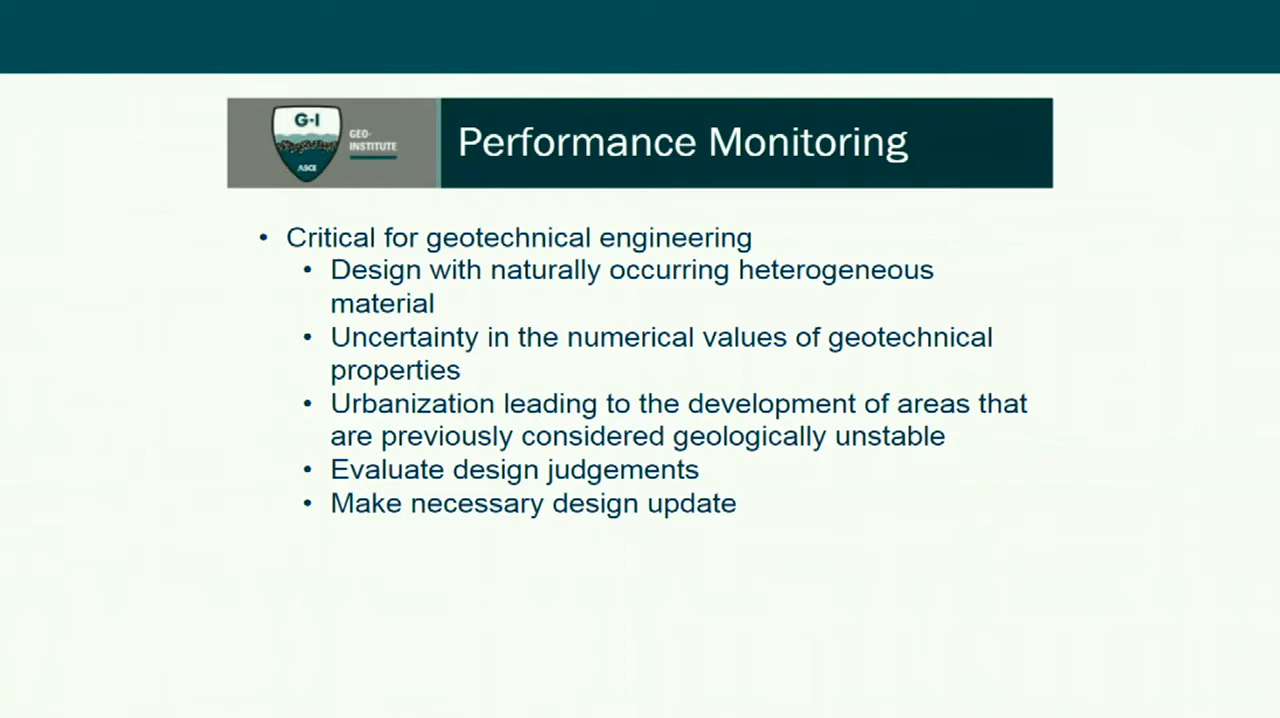 G-I
GEO-
INSTITUTE
ASCE
Performance Monitoring
• Critical for geotechnical engineering
• Design with naturally occurring heterogeneous
material
• Uncertainty in the numerical values of geotechnical
properties
• Urbanization leading to the development of areas that
are previously considered geologically unstable
• Evaluate design judgements
• Make necessary design update